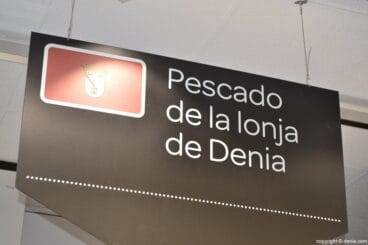 Pescado
de la lonja
de Denia
copyright © denia.com